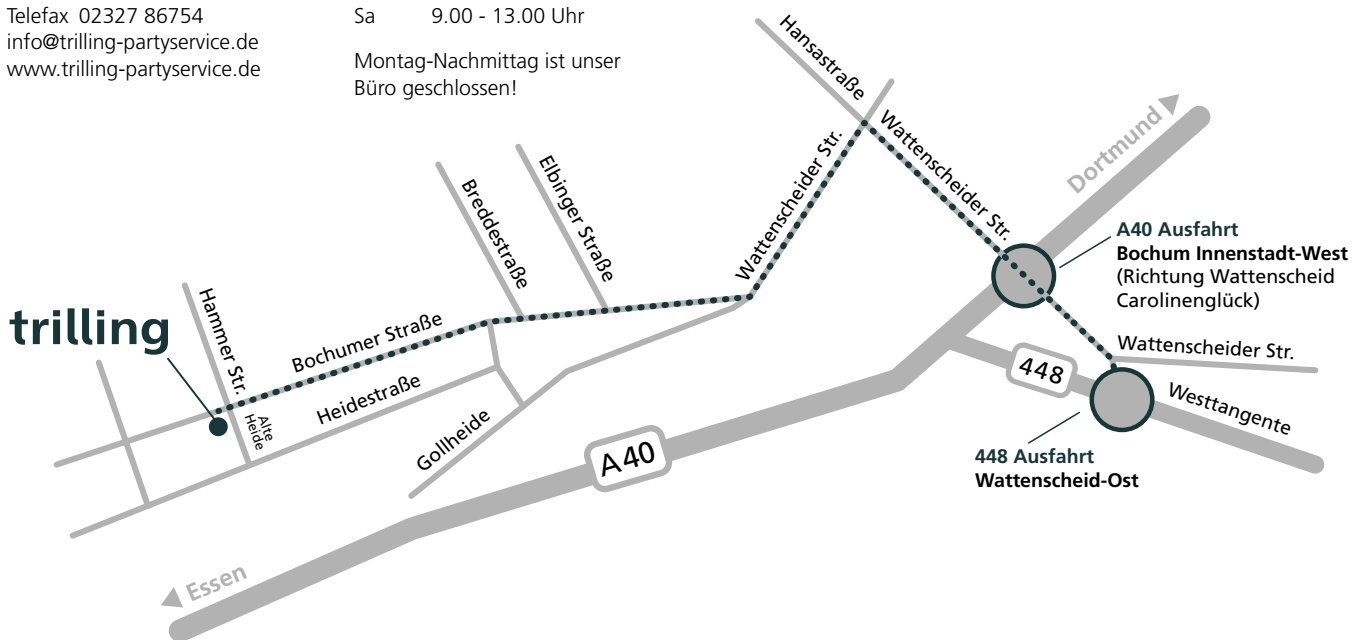 Telefax 02327 86754
info@trilling-partyservice.de
www.trilling-partyservice.de
Sa 9.00 - 13.00 Uhr
Montag-Nachmittag ist unser
Büro geschlossen!
Hansastraße
Wattenscheider Str.
Wattenscheider Str.
Dortmund
Elbinger Straße
Breddestraße
A40 Ausfahrt
Bochum Innenstadt-West
(Richtung Wattenscheid
Carolinenglück)
trilling
Hammer Str.
Bochumer Straße
Heidestraße
Alte
Heide
Gollheide
Wattenscheider Str.
448
Westtangente
A 40
448 Ausfahrt
Wattenscheid-Ost
Essen